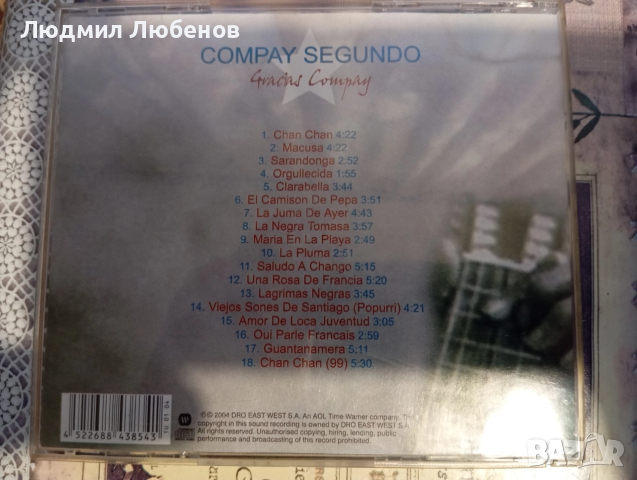 Людмил Любенов
COMPAY SEGUNDO
Gracias Compay
1 Chan Chan 4:22
2 Macusa 4:22
3 Sarandonga 2:52
4 Orgullecida 1:55
5 Clarabella 3:44
6 El Camison De Pepa 3:51
7 La Juma De Ayer 4:43
8 La Negra Tomasa 3:57
9 Maria En La Playa 2:49
10 La Pluma 2:51
11 Saludo A Chango 5:15
12 Una Rosa De Francia 5:20
13 Lagrimas Negras 3:45
14 Viejos Sones De Santiago (Popurri) 4:21
15 Amor De Loca Juventud 3:05
16 Oui Parle Francais 2:59
17 Guantanamera 5:11
18 Chan Chan (99) 5:30
℗ © 2004 DRO EAST WEST S.A. An AOL Time Warner company. The
copyright in this sound recording is owned by DRO EAST WEST S.A.
All rights reserved. Unauthorised copying, hiring, lending, public
performance and broadcasting of this record prohibited.
4 522688 438543
70 01 04
BAZAR